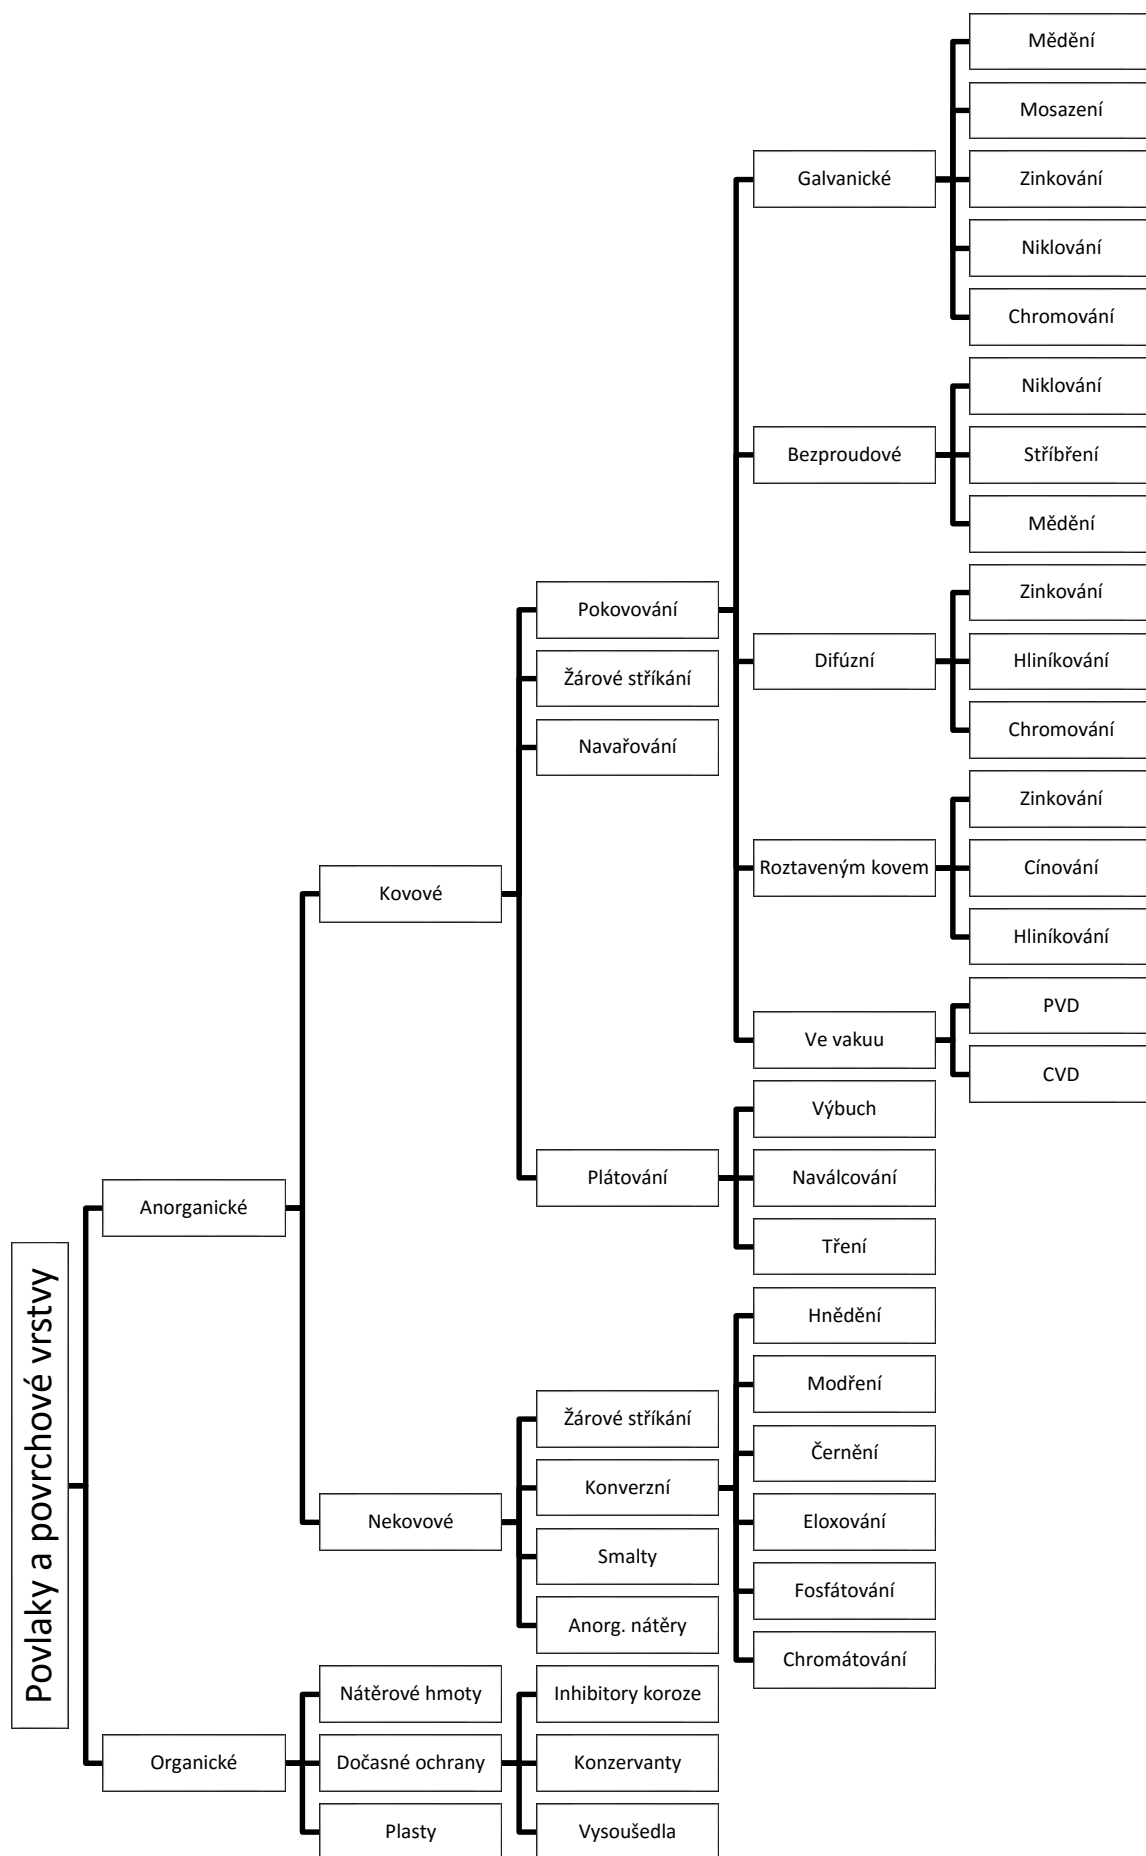 Povlaky a povrchové vrstvy
Anorganické
Kovové
Pokovování
Galvanické
Mědění
Mosazení
Zinkování
Niklování
Chromování
Bezproudové
Niklování
Stříbření
Mědění
Difúzní
Zinkování
Hliníkování
Chromování
Roztaveným kovem
Zinkování
Cínování
Hliníkování
Ve vakuu
PVD
CVD
Žárové stříkání
Navařování
Plátování
Výbuch
Naválcování
Tření
Nekovové
Žárové stříkání
Konverzní
Hnědění
Modření
Černění
Eloxování
Fosfátování
Chromátování
Smalty
Anorg. nátěry
Organické
Nátěrové hmoty
Dočasné ochrany
Inhibitory koroze
Konzervanty
Vysoušedla
Plasty